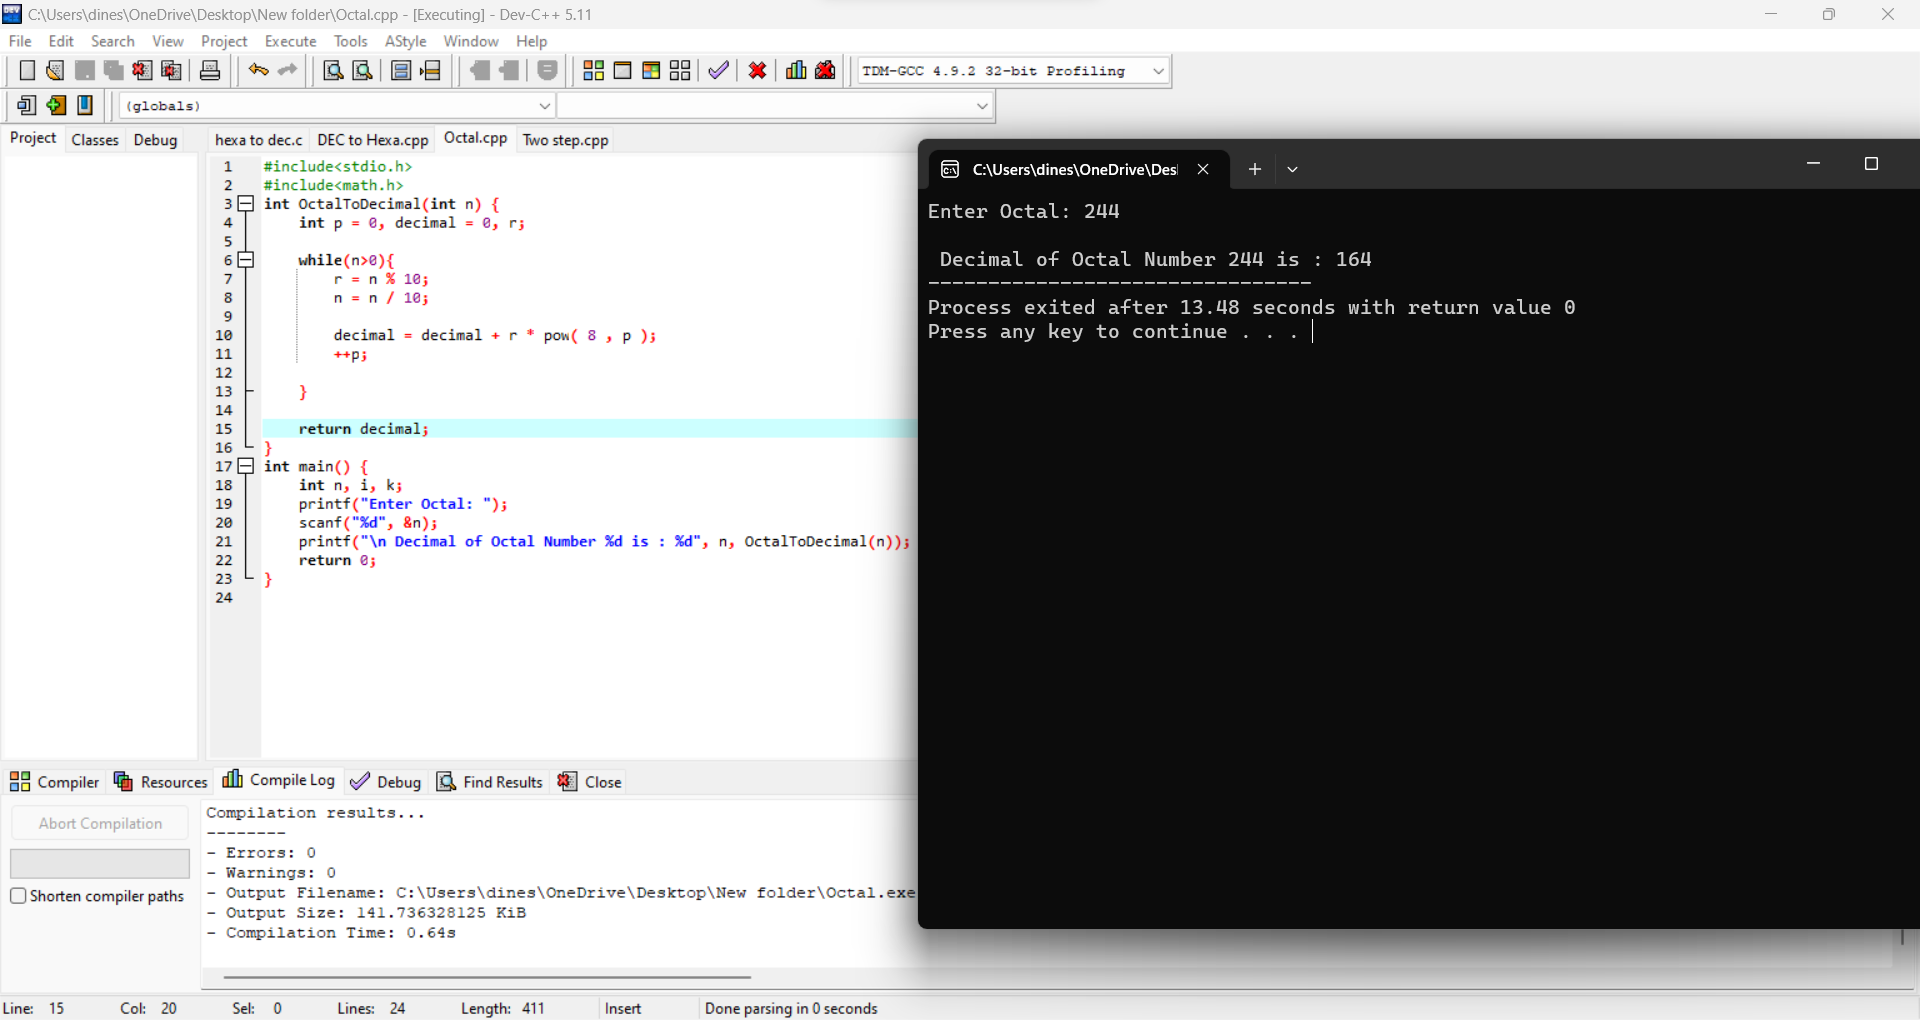 C:\Users\dines\OneDrive\Desktop\New folder\Octal.cpp - [Executing] - Dev-C++ 5.11
File Edit Search View Project Execute Tools AStyle Window Help
TDM-GCC 4.9.2 32-bit Profiling
(globals)
Project Classes Debug
hexa to dec.c DEC to Hexa.cpp Octal.cpp Two step.cpp
1 #include<stdio.h>
2 #include<math.h>
3 int OctalToDecimal(int n) {
4 int p = 0, decimal = 0, r;
5
6 while(n>0){
7 r = n % 10;
8 n = n / 10;
9
10 decimal = decimal + r * pow( 8 , p );
11 ++p;
12
13 }
14
15 return decimal;
16 }
17 int main() {
18 int n, i, k;
19 printf("Enter Octal: ");
20 scanf("%d", &n);
21 printf("\n Decimal of Octal Number %d is : %d", n, OctalToDecimal(n));
22 return 0;
23 }
24
C:\Users\dines\OneDrive\Des
Enter Octal: 244
Decimal of Octal Number 244 is : 164
--------------------------------
Process exited after 13.48 seconds with return value 0
Press any key to continue . . .
Compiler Resources Compile Log Debug Find Results Close
Abort Compilation
Shorten compiler paths
Compilation results...
--------
- Errors: 0
- Warnings: 0
- Output Filename: C:\Users\dines\OneDrive\Desktop\New folder\Octal.exe
- Output Size: 141.736328125 KiB
- Compilation Time: 0.64s
Line: 15 Col: 20 Sel: 0 Lines: 24 Length: 411 Insert Done parsing in 0 seconds